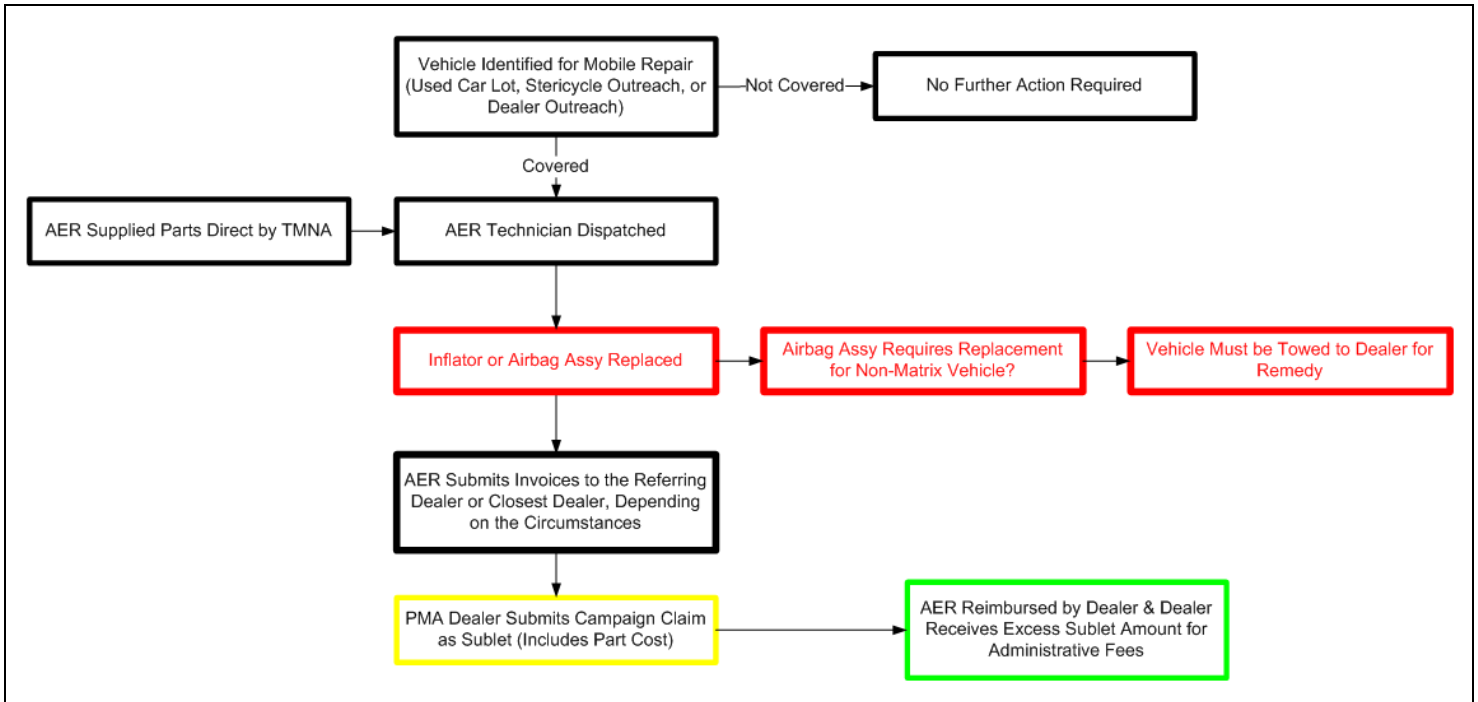 Vehicle Identified for Mobile Repair
(Used Car Lot, Stericycle Outreach, or
Dealer Outreach)
Not Covered
No Further Action Required
Covered
AER Supplied Parts Direct by TMNA
AER Technician Dispatched
Inflator or Airbag Assy Replaced
Airbag Assy Requires Replacement
for Non-Matrix Vehicle?
Vehicle Must be Towed to Dealer for
Remedy
AER Submits Invoices to the Referring
Dealer or Closest Dealer, Depending
on the Circumstances
PMA Dealer Submits Campaign Claim
as Sublet (Includes Part Cost)
AER Reimbursed by Dealer & Dealer
Receives Excess Sublet Amount for
Administrative Fees